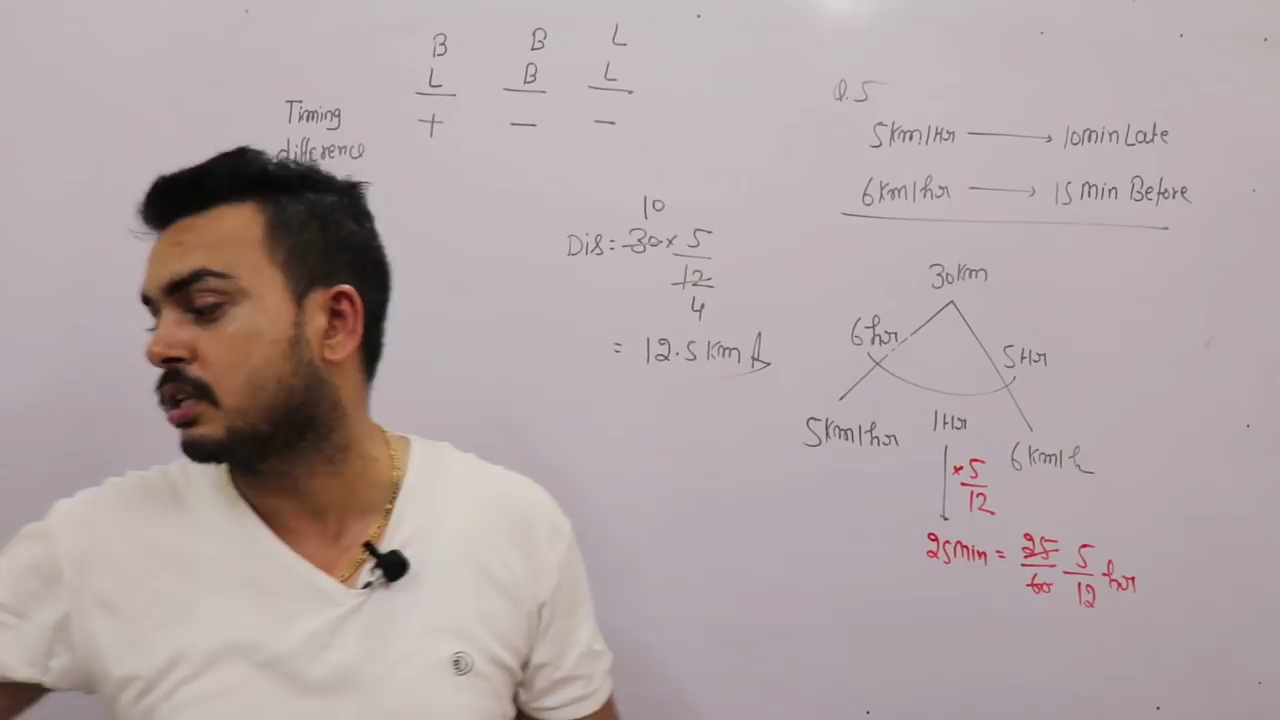 B B L
L B L
Timing difference + - -
Q.5
5km/Hr → 10min Late
6km/hr → 15 min Before
10
Dis = 30 × 5/12
4
= 12.5 km A
30km
6hr 5Hr
5km/hr 1Hr 6km/h
× 5/12
25min = 25/60 5/12 hr